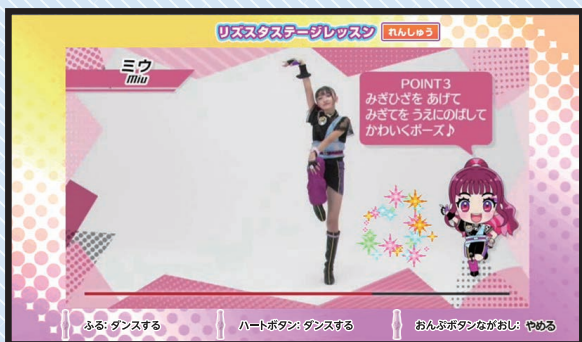 リズスタステージレッスン れんしゅう
ミウ
Miu
POINT3
みぎひざを あげて
みぎてを うえにのばして
かわいくポーズ♪
ふる: ダンスする ハートボタン: ダンスする おんぷボタンながおし: やめる